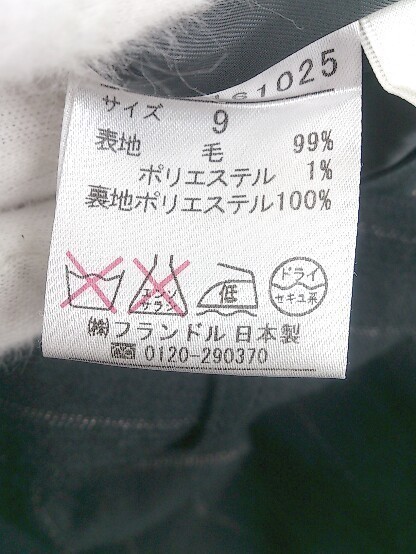 1025
サイズ 9
表地 毛 99%
ポリエステル 1%
裏地ポリエステル100%
エンソ サラシ 低 ドライ セキユ系
㈱フランドル 日本製
0120-290370